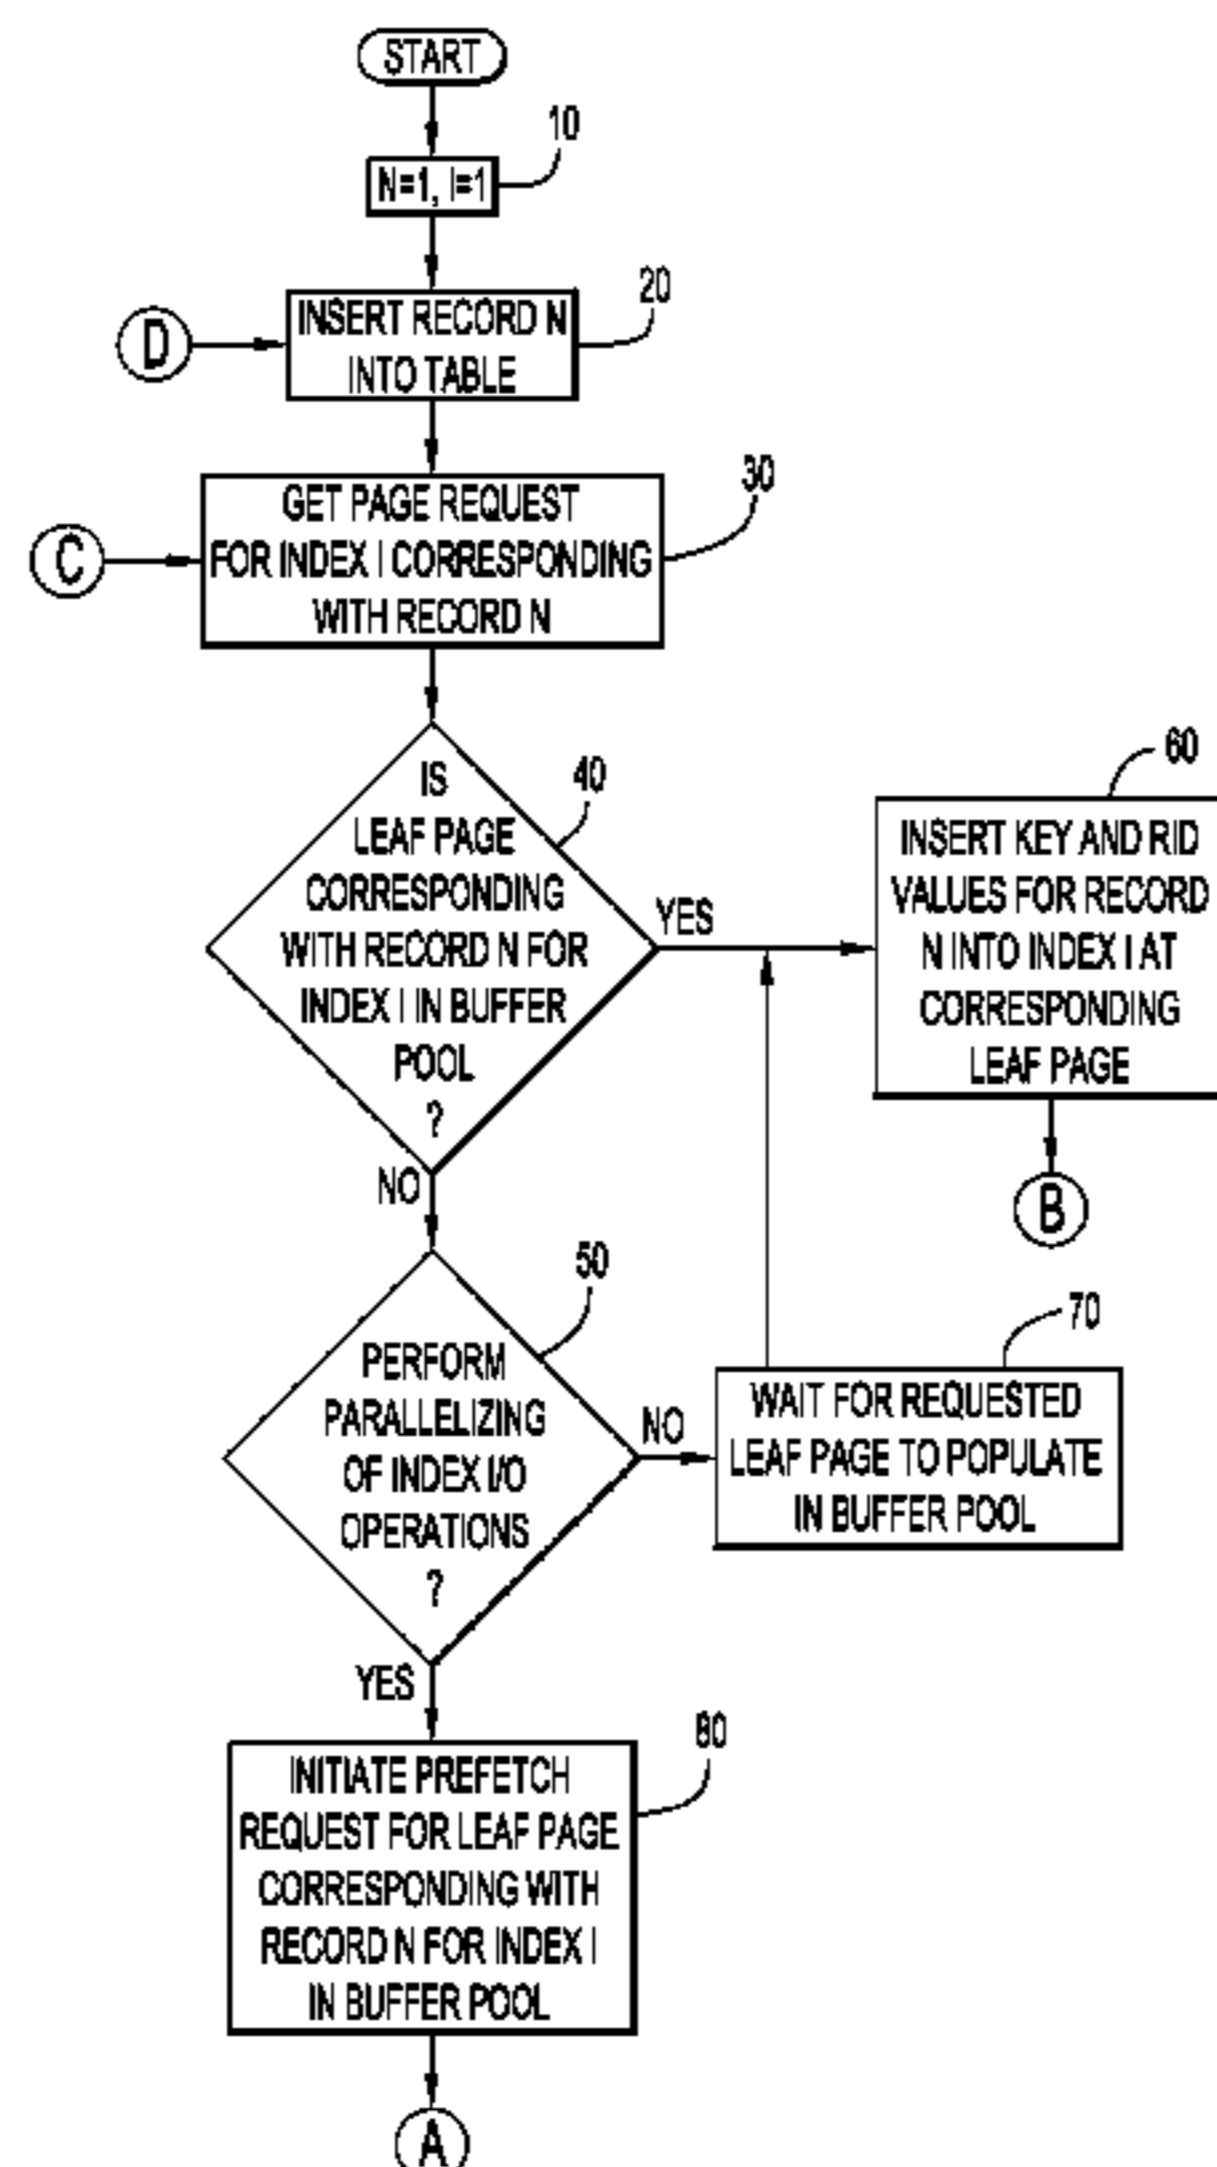 START
10
N=1, I=1
20
INSERT RECORD N
INTO TABLE
D
30
GET PAGE REQUEST
FOR INDEX I CORRESPONDING
WITH RECORD N
C
40
IS
LEAF PAGE
CORRESPONDING
WITH RECORD N FOR
INDEX I IN BUFFER
POOL
?
YES
NO
60
INSERT KEY AND RID
VALUES FOR RECORD
N INTO INDEX I AT
CORRESPONDING
LEAF PAGE
B
50
PERFORM
PARALLELIZING
OF INDEX I/O
OPERATIONS
?
NO
YES
70
WAIT FOR REQUESTED
LEAF PAGE TO POPULATE
IN BUFFER POOL
80
INITIATE PREFETCH
REQUEST FOR LEAF PAGE
CORRESPONDING WITH
RECORD N FOR INDEX I
IN BUFFER POOL
A